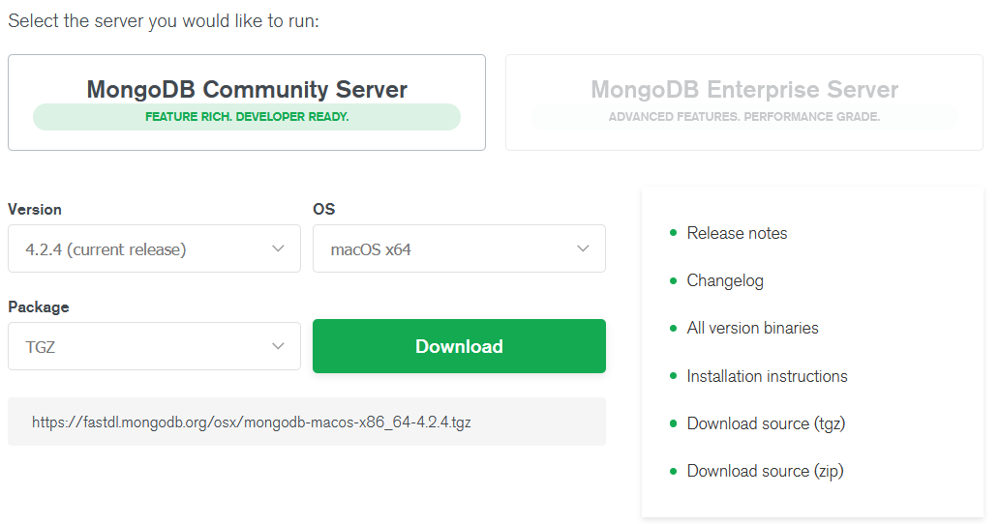 Select the server you would like to run:
MongoDB Community Server
FEATURE RICH. DEVELOPER READY.
MongoDB Enterprise Server
ADVANCED FEATURES. PERFORMANCE GRADE.
Version
OS
4.2.4 (current release)
macOS x64
Package
TGZ
Download
https://fastdl.mongodb.org/osx/mongodb-macos-x86_64-4.2.4.tgz
Release notes
Changelog
All version binaries
Installation instructions
Download source (tgz)
Download source (zip)